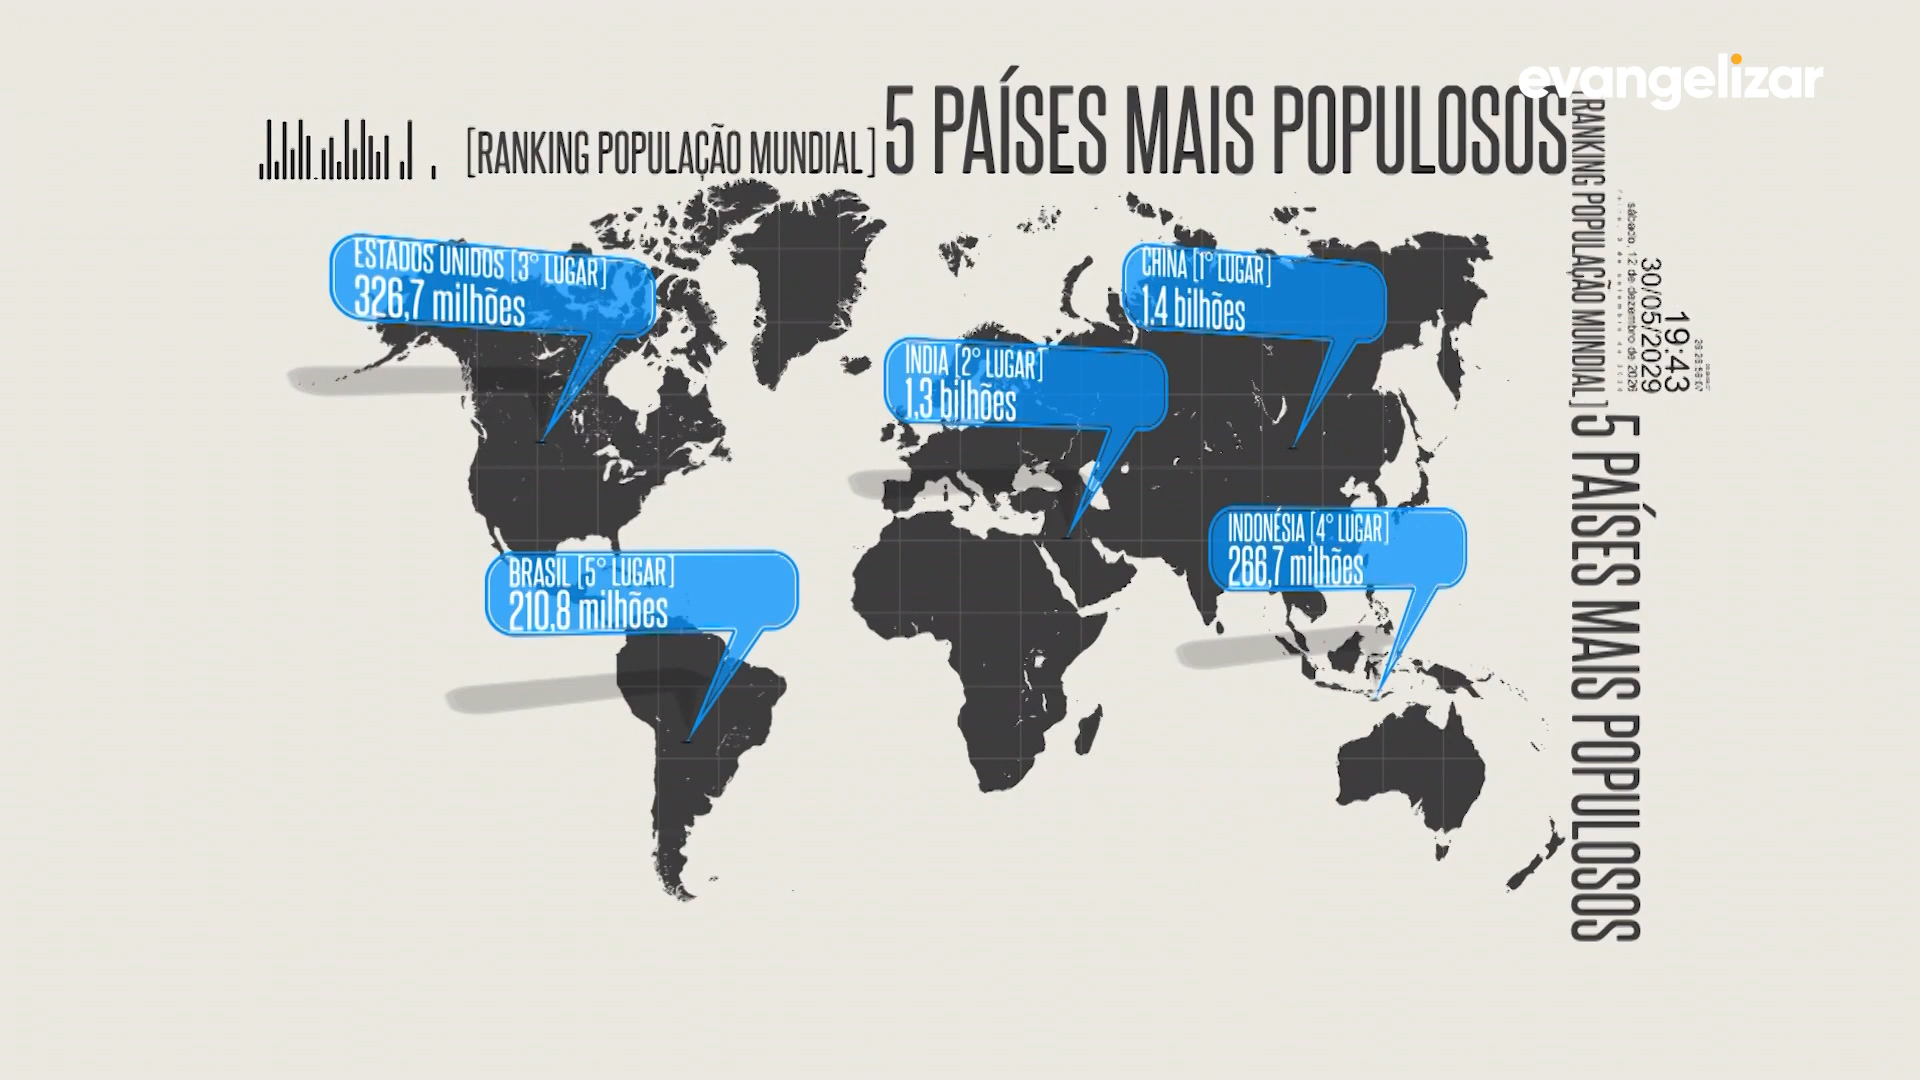 evangelizar
[RANKING POPULAÇÃO MUNDIAL] 5 PAÍSES MAIS POPULOSOS
ESTADOS UNIDOS [3° LUGAR]
326,7 milhões
CHINA [1° LUGAR]
1.4 bilhões
ÍNDIA [2° LUGAR]
1,3 bilhões
INDONÉSIA [4° LUGAR]
266,7 milhões
BRASIL [5° LUGAR]
210,8 milhões
[RANKING POPULAÇÃO MUNDIAL] 5 PAÍSES MAIS POPULOSOS
19:43
30/05/2029
sábado, 12 de dezembro de 2026